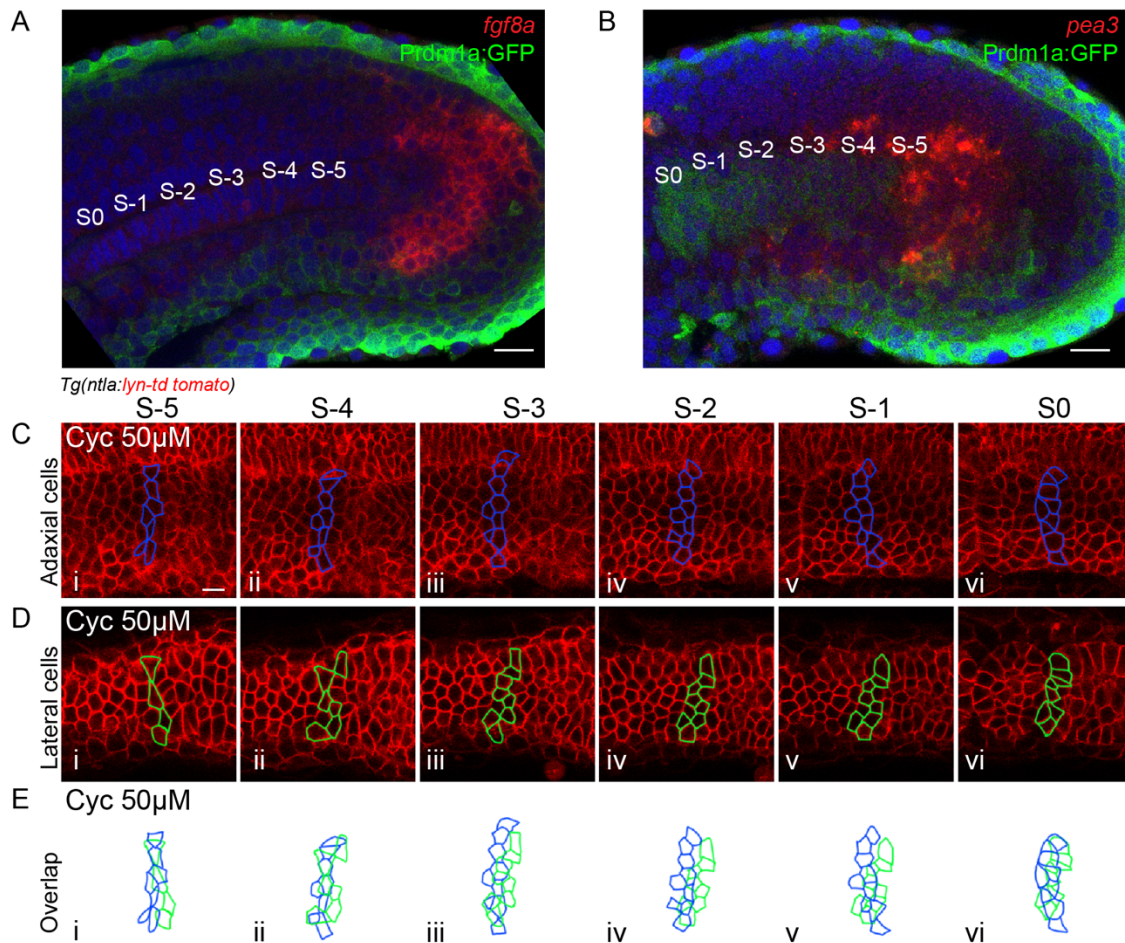 A
fgf8a
Prdm1a:GFP
S0 S-1 S-2 S-3 S-4 S-5
B
pea3
Prdm1a:GFP
S0 S-1 S-2 S-3 S-4 S-5
Tg(ntla:lyn-td tomato)
S-5 S-4 S-3 S-2 S-1 S0
C
Cyc 50µM
Adaxial cells
i ii iii iv v vi
D
Cyc 50µM
Lateral cells
i ii iii iv v vi
E
Cyc 50µM
Overlap
i ii iii iv v vi